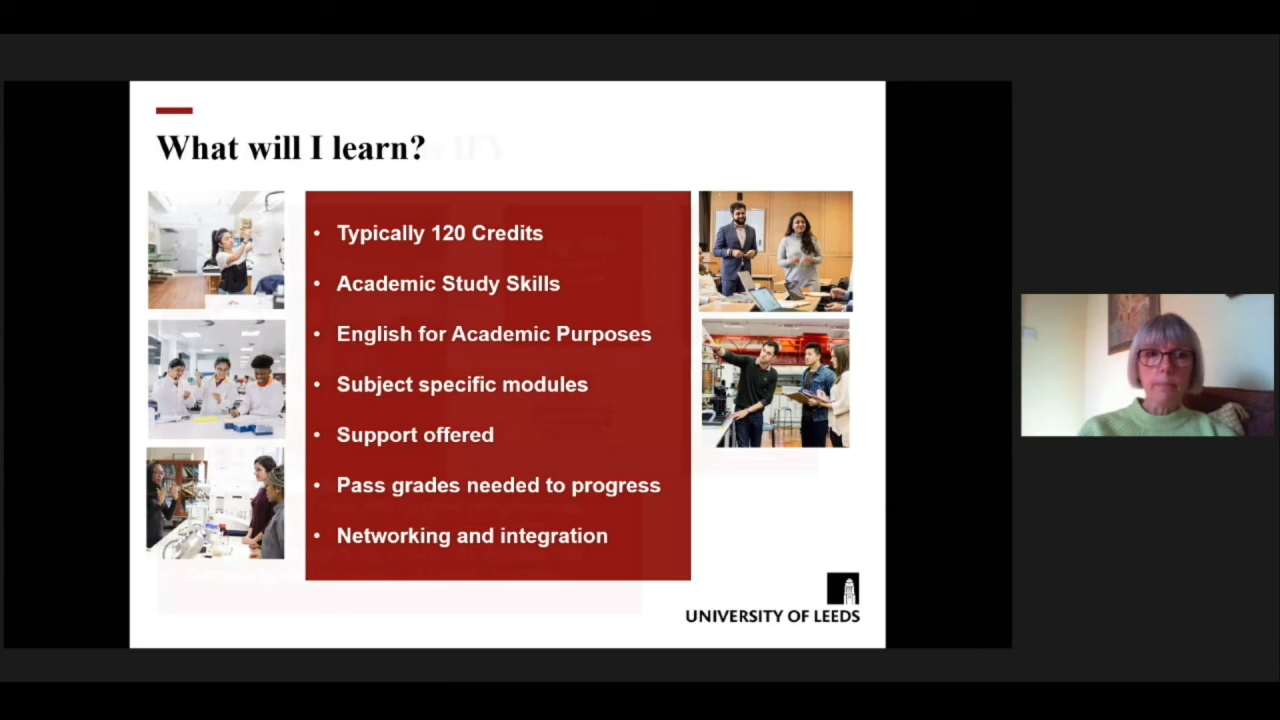 What will I learn?
• Typically 120 Credits
• Academic Study Skills
• English for Academic Purposes
• Subject specific modules
• Support offered
• Pass grades needed to progress
• Networking and integration
UNIVERSITY OF LEEDS